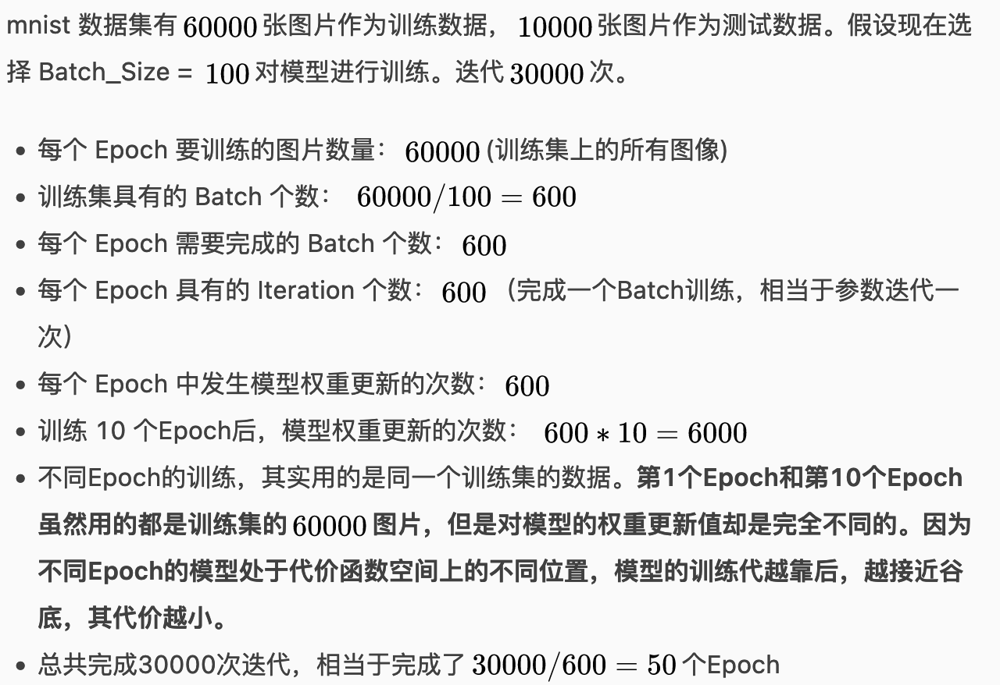 mnist 数据集有 60000 张图片作为训练数据，10000 张图片作为测试数据。假设现在选
择 Batch_Size = 100 对模型进行训练。迭代 30000 次。
• 每个 Epoch 要训练的图片数量：60000 (训练集上的所有图像)
• 训练集具有的 Batch 个数：60000/100 = 600
• 每个 Epoch 需要完成的 Batch 个数：600
• 每个 Epoch 具有的 Iteration 个数：600（完成一个Batch训练，相当于参数迭代一
次）
• 每个 Epoch 中发生模型权重更新的次数：600
• 训练 10 个Epoch后，模型权重更新的次数：600 * 10 = 6000
• 不同Epoch的训练，其实用的是同一个训练集的数据。第1个Epoch和第10个Epoch
虽然用的都是训练集的 60000 图片，但是对模型的权重更新值却是完全不同的。因为
不同Epoch的模型处于代价函数空间上的不同位置，模型的训练代越靠后，越接近谷
底，其代价越小。
• 总共完成30000次迭代，相当于完成了 30000/600 = 50 个Epoch